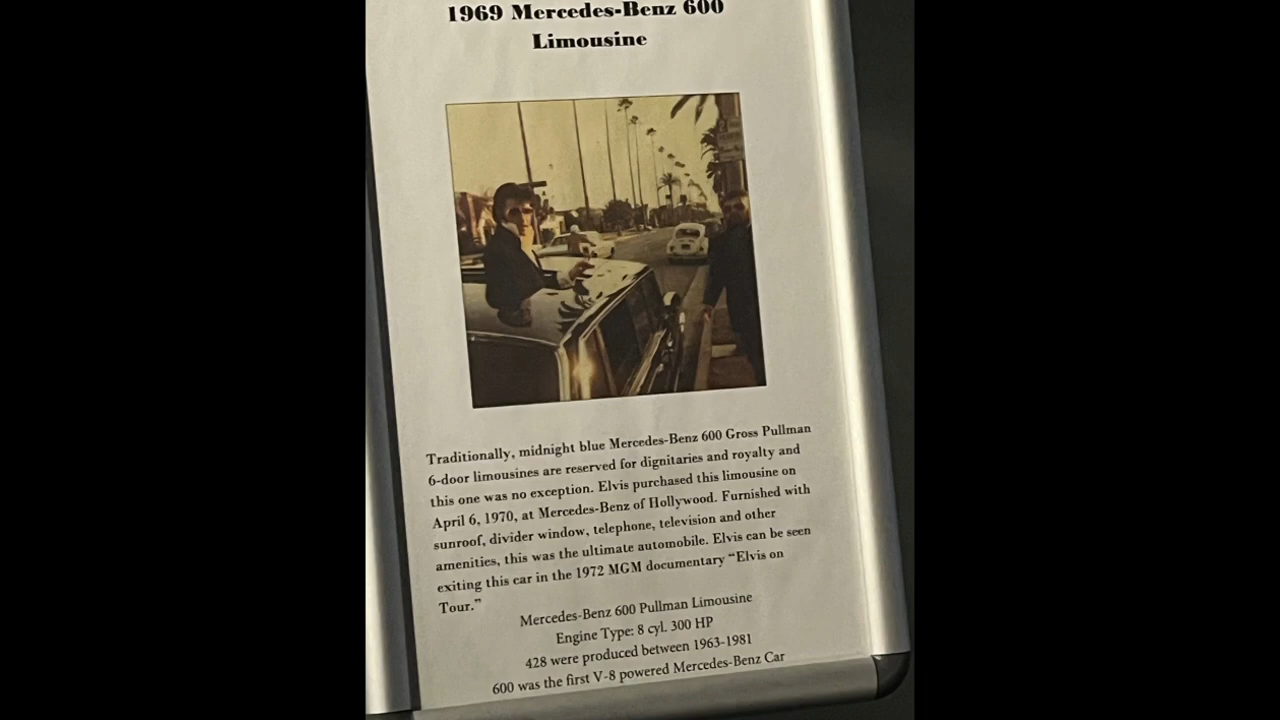 1969 Mercedes-Benz 600
Limousine
Traditionally, midnight blue Mercedes-Benz 600 Gross Pullman
6-door limousines are reserved for dignitaries and royalty and
this one was no exception. Elvis purchased this limousine on
April 6, 1970, at Mercedes-Benz of Hollywood. Furnished with
sunroof, divider window, telephone, television and other
amenities, this was the ultimate automobile. Elvis can be seen
exiting this car in the 1972 MGM documentary “Elvis on
Tour.”
Mercedes-Benz 600 Pullman Limousine
Engine Type: 8 cyl. 300 HP
428 were produced between 1963-1981
600 was the first V-8 powered Mercedes-Benz Car